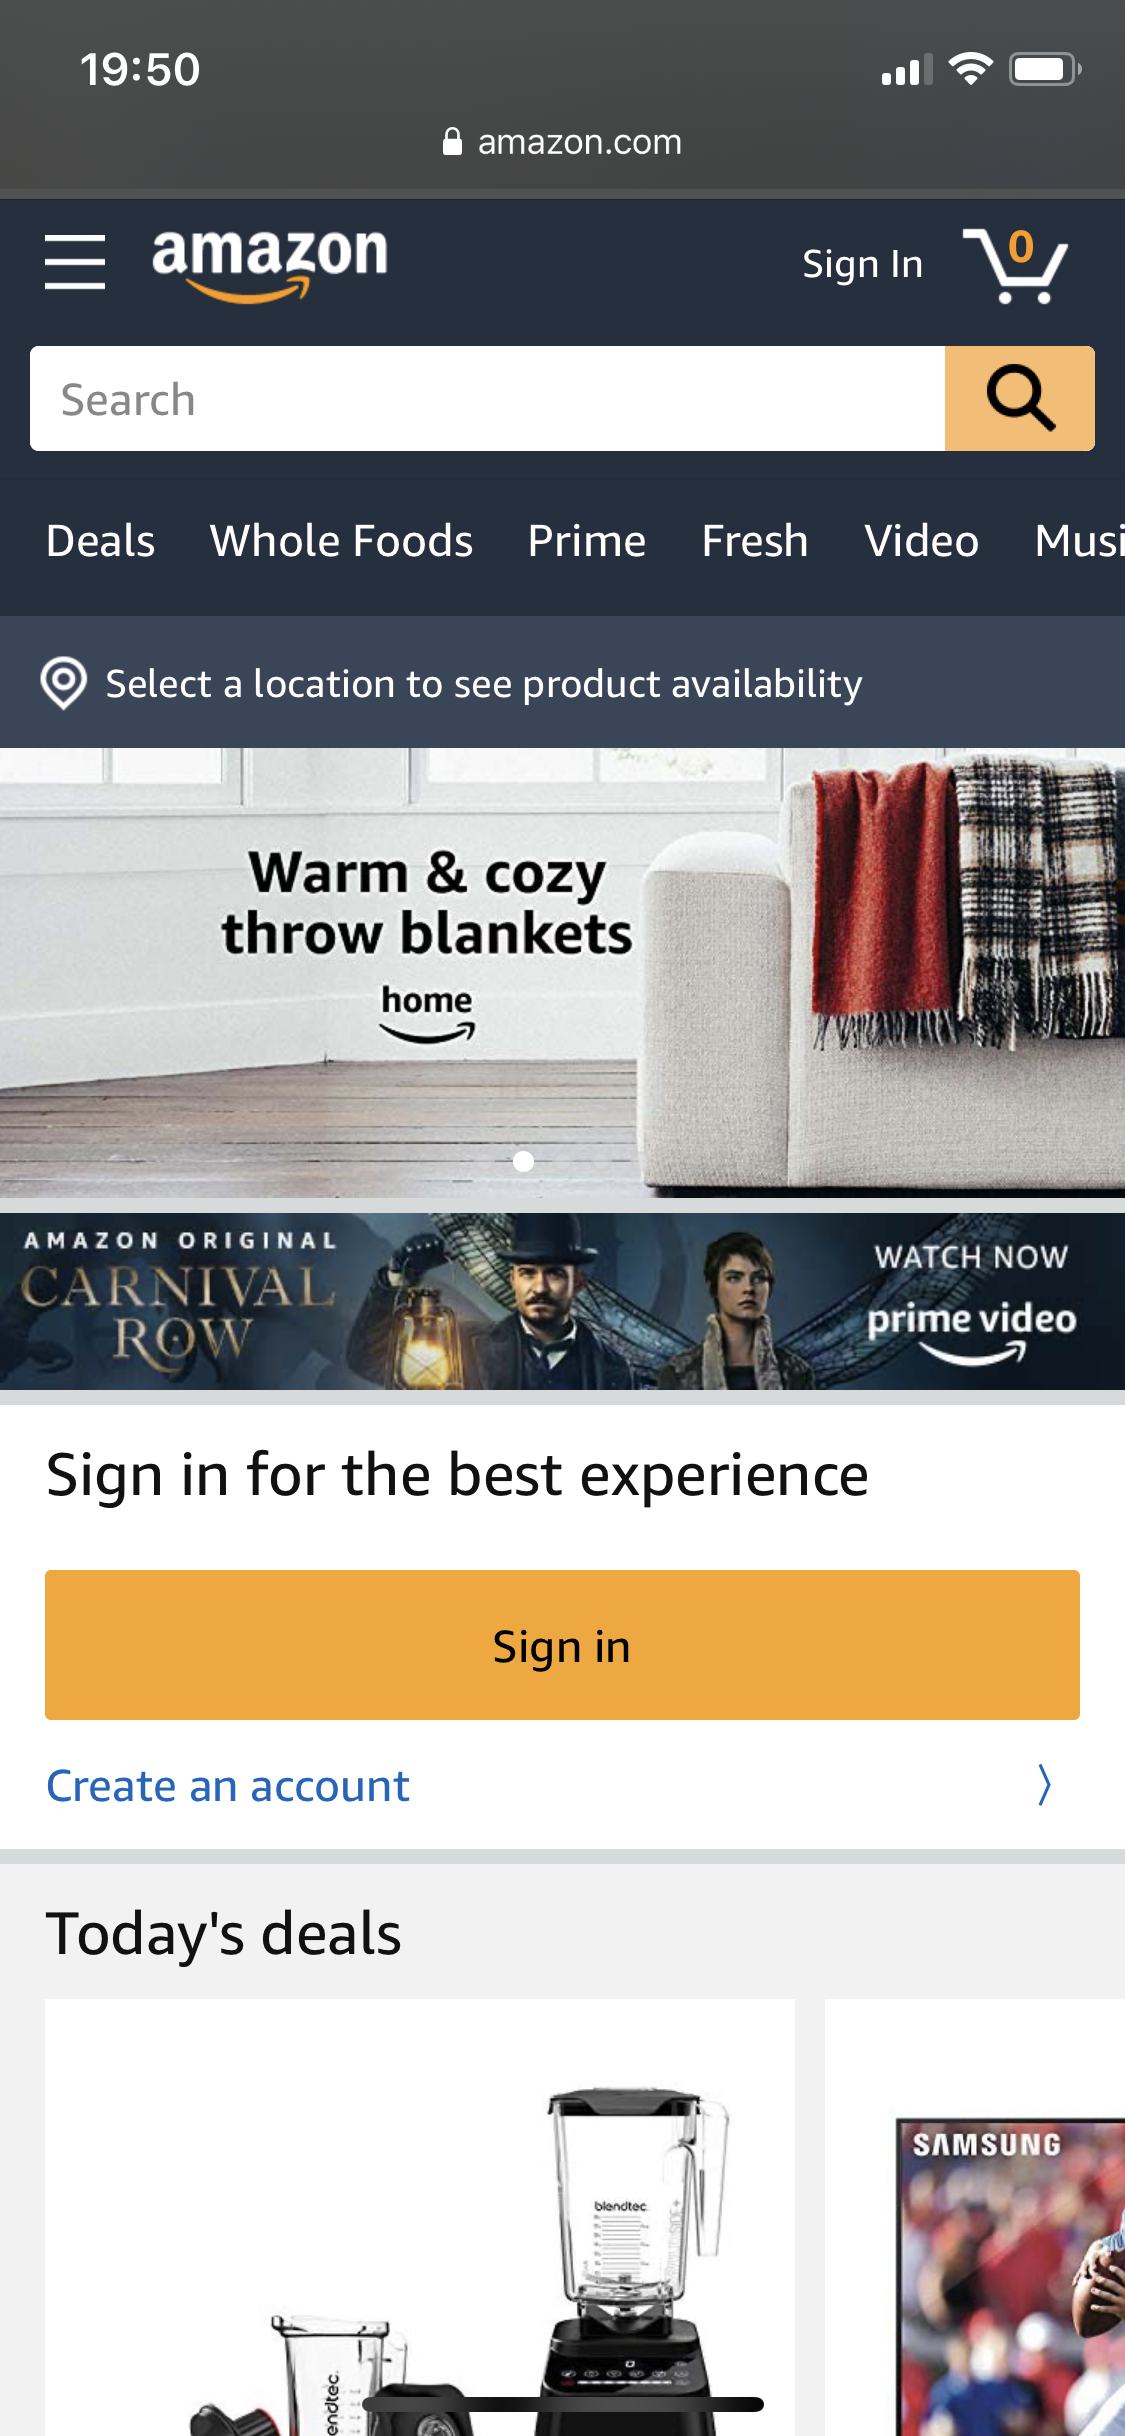 19:50
amazon.com
amazon
Sign In
0
Search
Deals Whole Foods Prime Fresh Video Musi
Select a location to see product availability
Warm & cozy
throw blankets
home
AMAZON ORIGINAL
CARNIVAL
ROW
WATCH NOW
prime video
Sign in for the best experience
Sign in
Create an account
Today's deals
SAMSUNG
blendtec
endtec